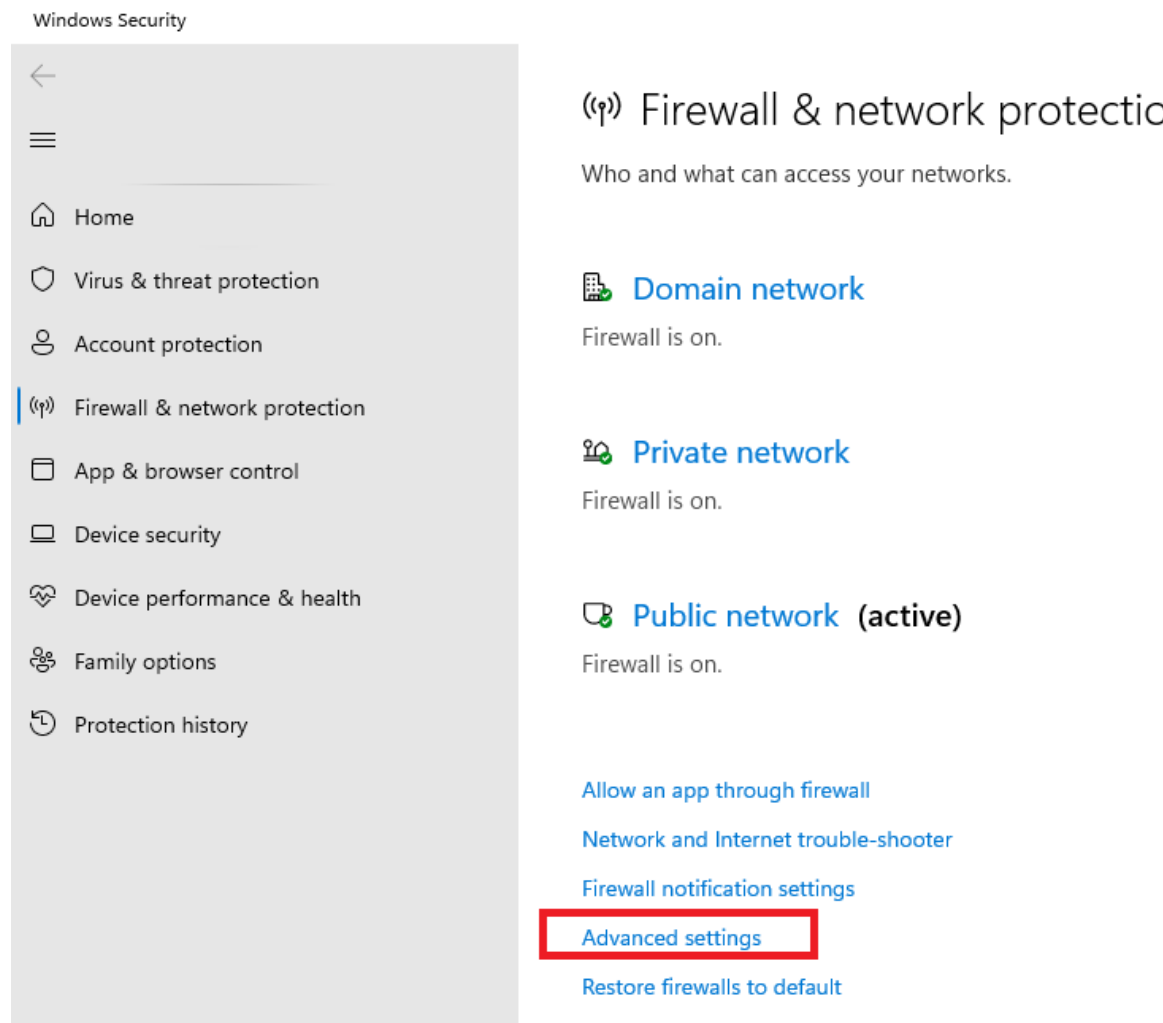 Windows Security
Home
Virus & threat protection
Account protection
Firewall & network protection
App & browser control
Device security
Device performance & health
Family options
Protection history
Firewall & network protectio
Who and what can access your networks.
Domain network
Firewall is on.
Private network
Firewall is on.
Public network (active)
Firewall is on.
Allow an app through firewall
Network and Internet trouble-shooter
Firewall notification settings
Advanced settings
Restore firewalls to default